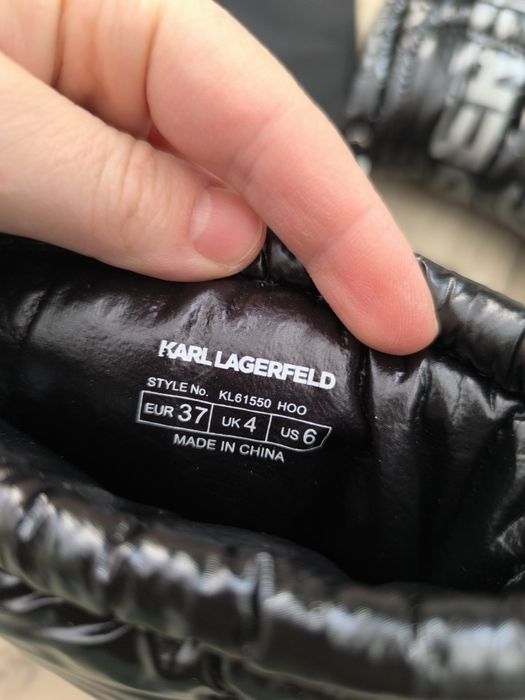 KARL LAGERFELD
STYLE No. KL61550 HOO
EUR 37 UK 4 US 6
MADE IN CHINA